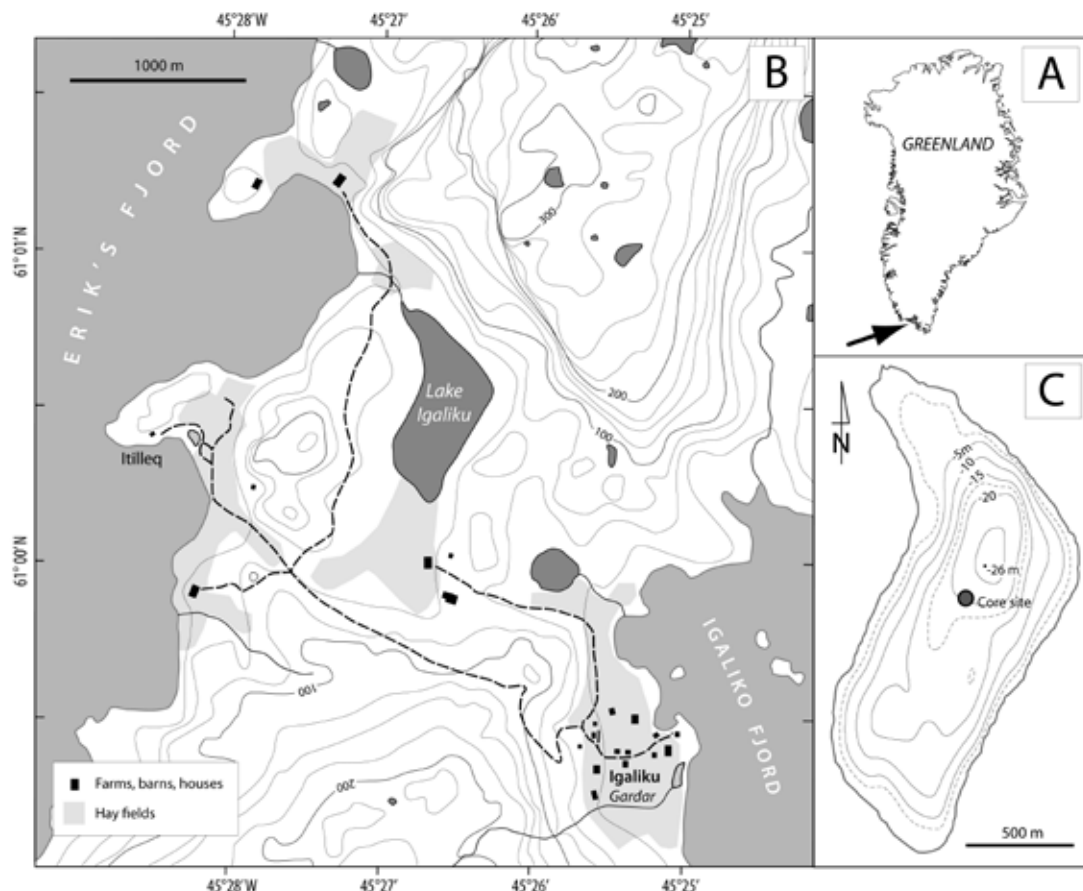 45°28'W
45°27
45°26
45°25
1000 m
B
A
GREENLAND
ERIK'S FJORD
61°01'N
300
200
100
Lake
Igaliku
Itilleq
61°00'N
C
N
-5m
-10
-15
-20
-26 m
Core site
IGALIKO FJORD
100
200
Farms, barns, houses
Hay fields
Igaliku
Gardar
500 m
45°28'W
45°27
45°26
45°25